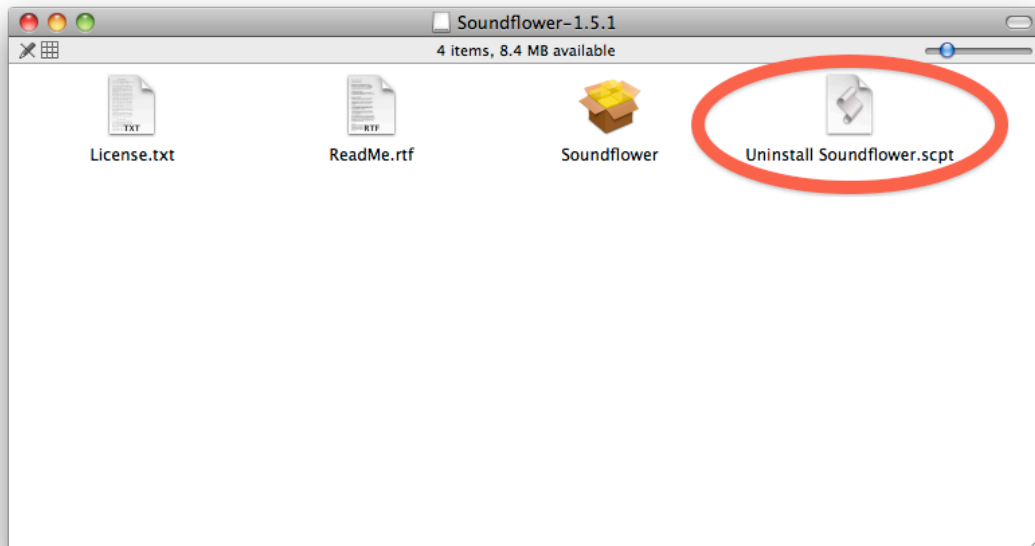 Soundflower-1.5.1
4 items, 8.4 MB available
TXT
RTF
License.txt
ReadMe.rtf
Soundflower
Uninstall Soundflower.scpt